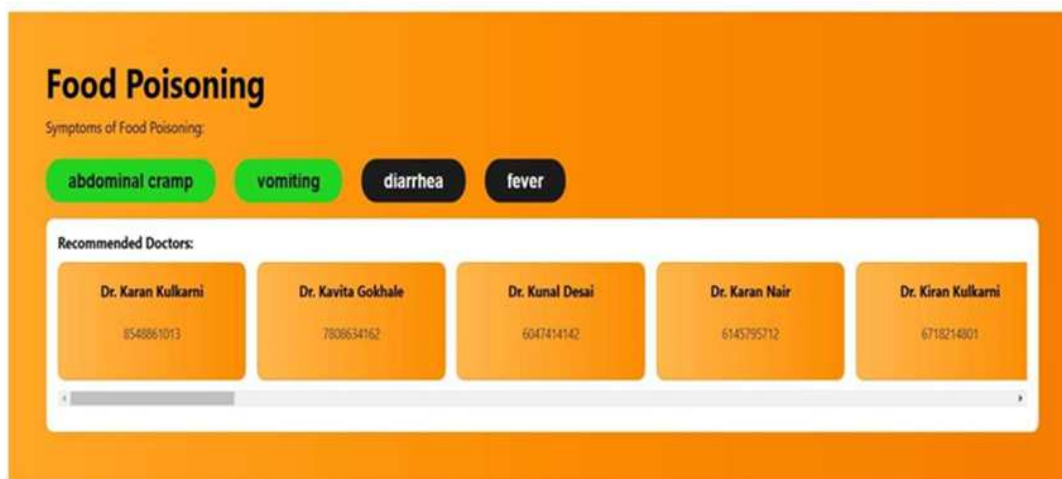 Food Poisoning
Symptoms of Food Poisoning:
abdominal cramp vomiting diarrhea fever
Recommended Doctors:
Dr. Karan Kulkarni Dr. Kavita Gokhale Dr. Kunal Desai Dr. Karan Nair Dr. Kiran Kulkarni
8548861013 7808634162 6047414142 6145795712 6718214801